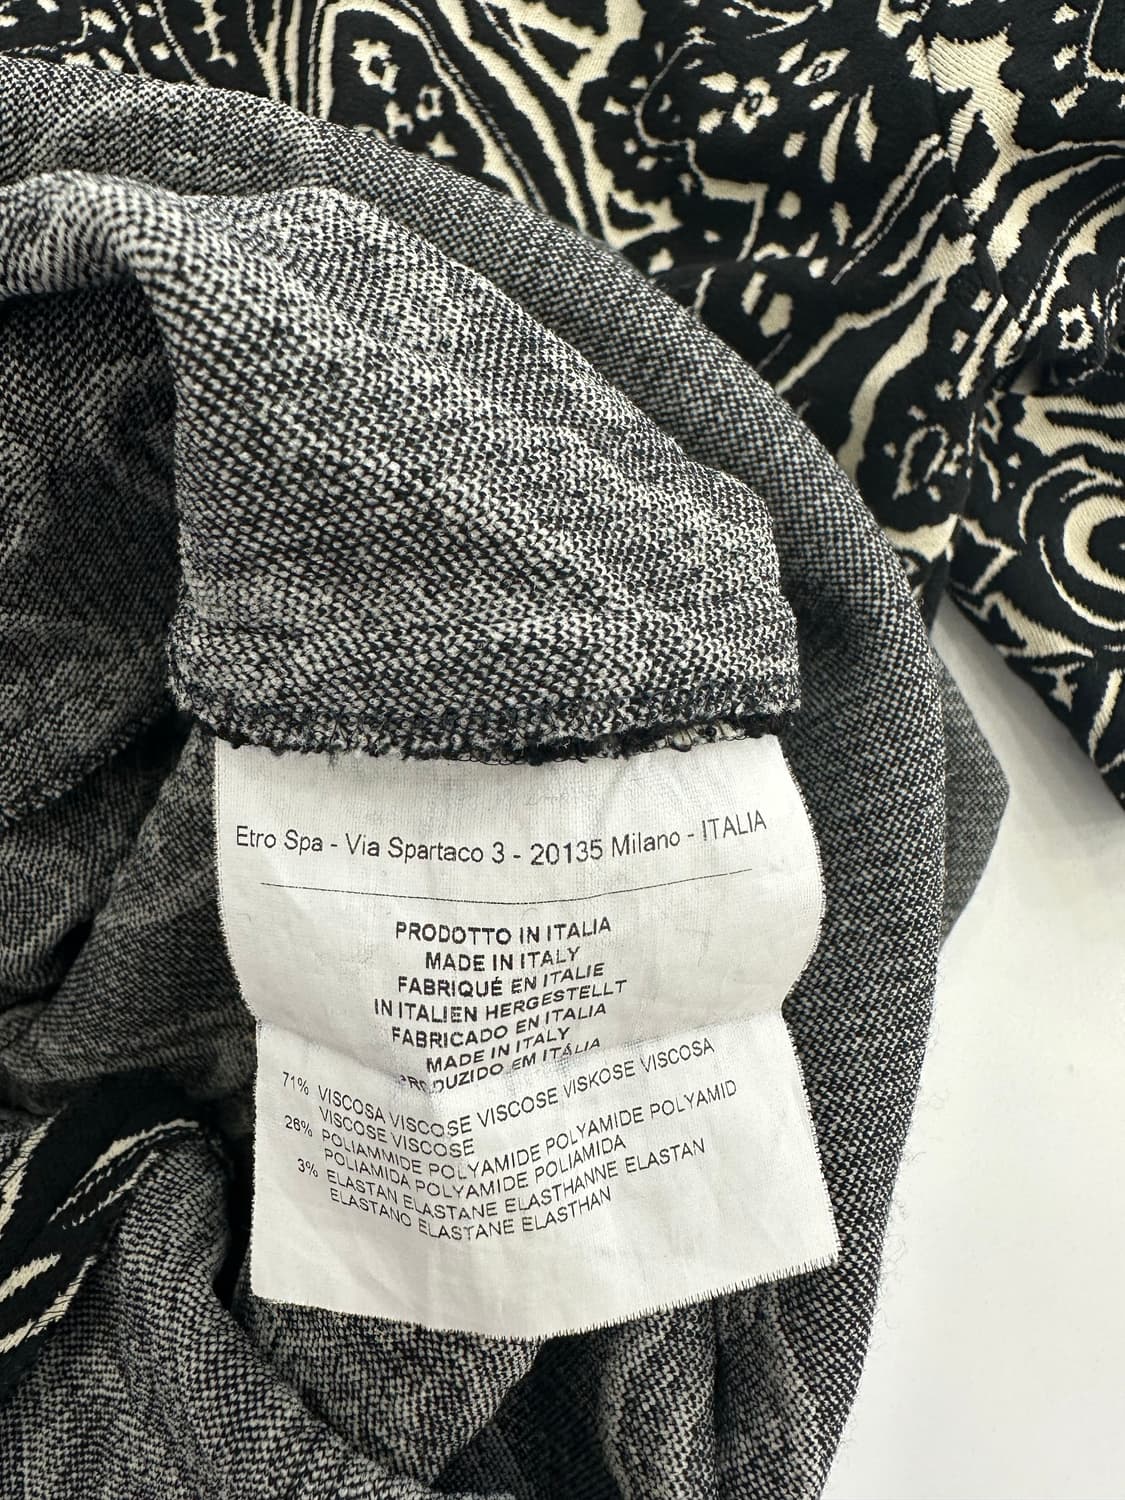 Etro Spa - Via Spartaco 3 - 20135 Milano - ITALIA
PRODOTTO IN ITALIA
MADE IN ITALY
FABRIQUÉ EN ITALIE
IN ITALIEN HERGESTELLT
FABRICADO EN ITALIA
MADE IN ITALY
PRODUZIDO EM ITÁLIA
71% VISCOSA VISCOSE VISCOSE VISKOSE VISCOSA
VISCOSE VISCOSE
26% POLIAMMIDE POLYAMIDE POLYAMIDE POLYAMID
POLIAMIDA POLYAMIDE POLIAMIDA
3% ELASTAN ELASTANE ELASTHANNE ELASTAN
ELASTANO ELASTANE ELASTHAN